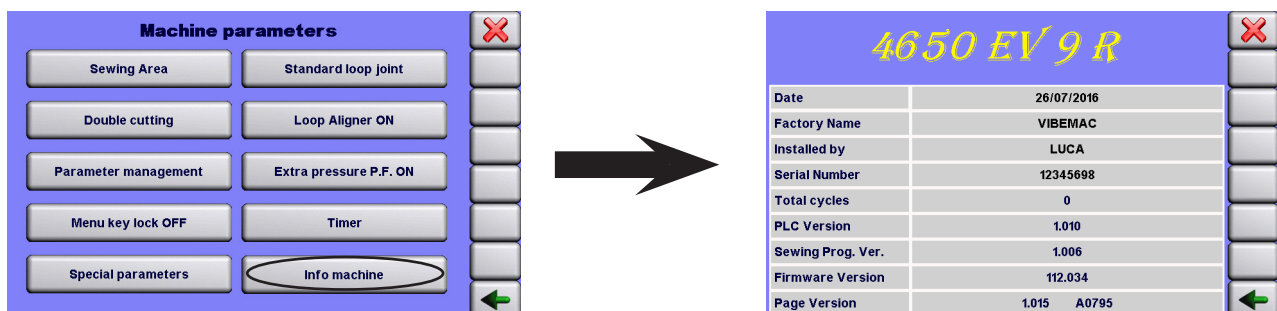 Machine parameters
Sewing Area Standard loop joint
Double cutting Loop Aligner ON
Parameter management Extra pressure P.F. ON
Menu key lock OFF Timer
Special parameters Info machine
4650 EV 9 R
Date 26/07/2016
Factory Name VIBEMAC
Installed by LUCA
Serial Number 12345698
Total cycles 0
PLC Version 1.010
Sewing Prog. Ver. 1.006
Firmware Version 112.034
Page Version 1.015 A0795